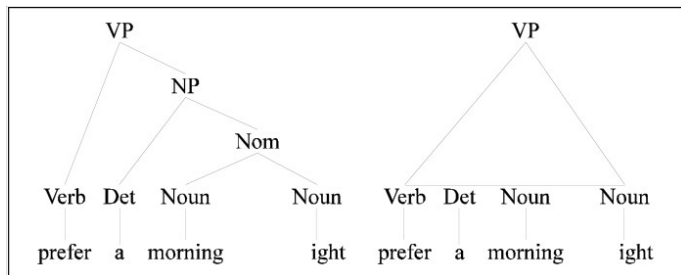 VP VP
NP
Nom
Verb Det Noun Noun Verb Det Noun Noun
prefer a morning ight prefer a morning ight